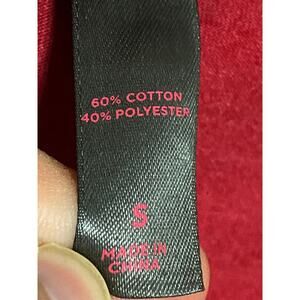 60% COTTON
40% POLYESTER
S
MADE IN
CHINA